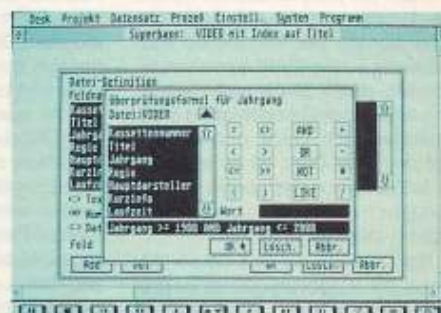 Desk Projekt Datensatz Prozeß Einstell. System Programm
Superbase: VIDEO mit Index auf Titel
Datei-Definition
Überprüfungsformel für Jahrgang
Datei:VIDEO
Kassettennummer
Titel
Jahrgang
Regie
Hauptdarsteller
Kurzinfo
Laufzeit
= <> AND +
< > OR -
<= >= NOT *
( ) LIKE /
Wort
Jahrgang >= 1900 AND Jahrgang <= 2000
OK Lösch. Abbr.
Feld
Abbr.